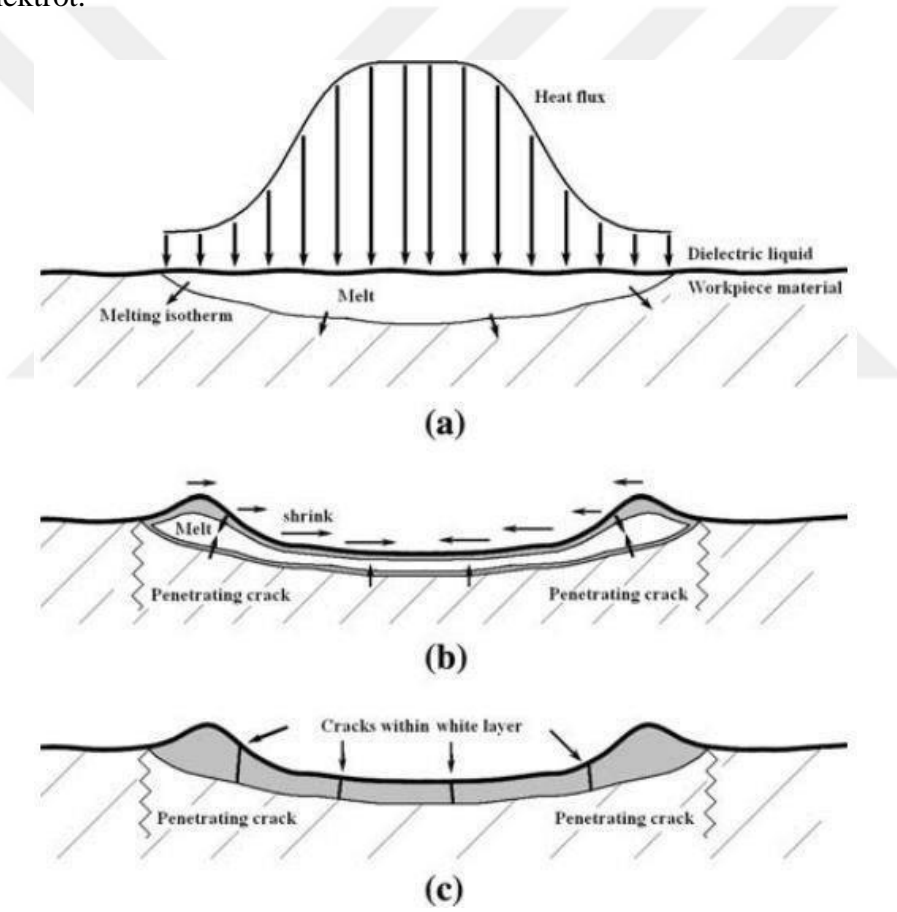 Heat flux
Dielectric liquid
Melt
Workpiece material
Melting isotherm
(a)
shrink
Melt
Penetrating crack
Penetrating crack
(b)
Cracks within white layer
Penetrating crack
Penetrating crack
(c)